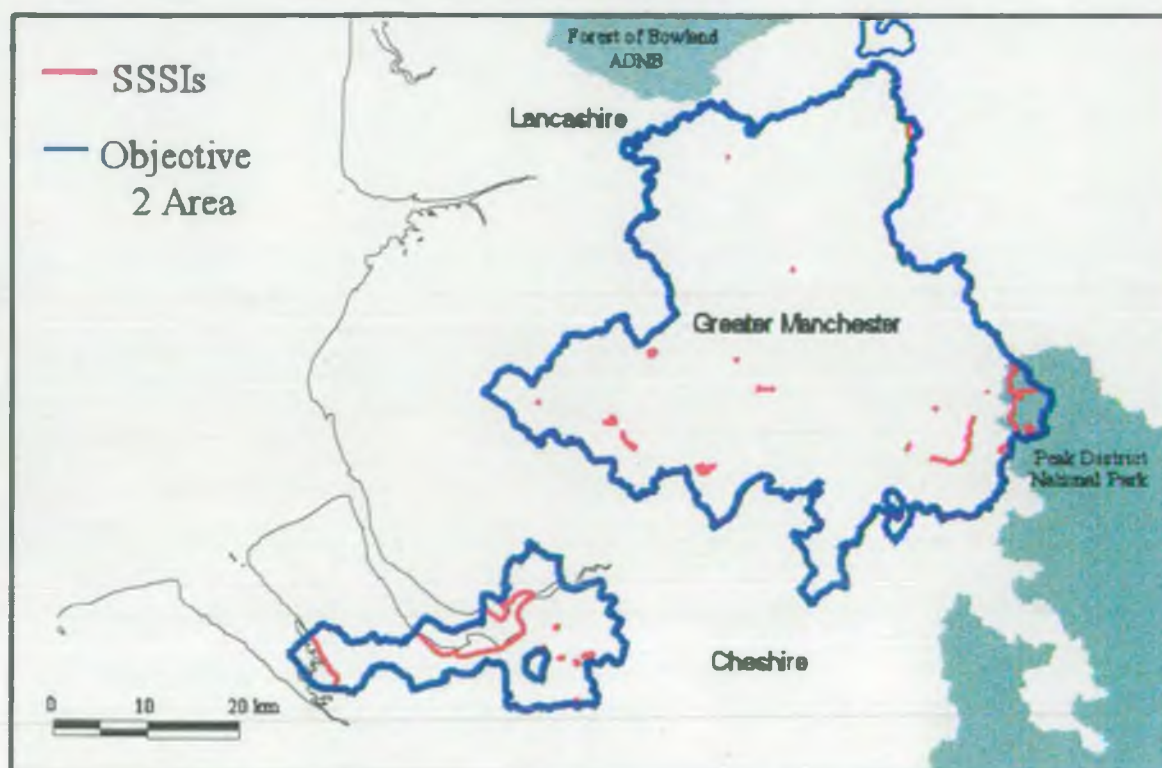 SSSIs
Objective
2 Area
Forest of Bowland
AONB
Lancashire
Greater Manchester
Peak District
National Park
Cheshire
0 10 20 km